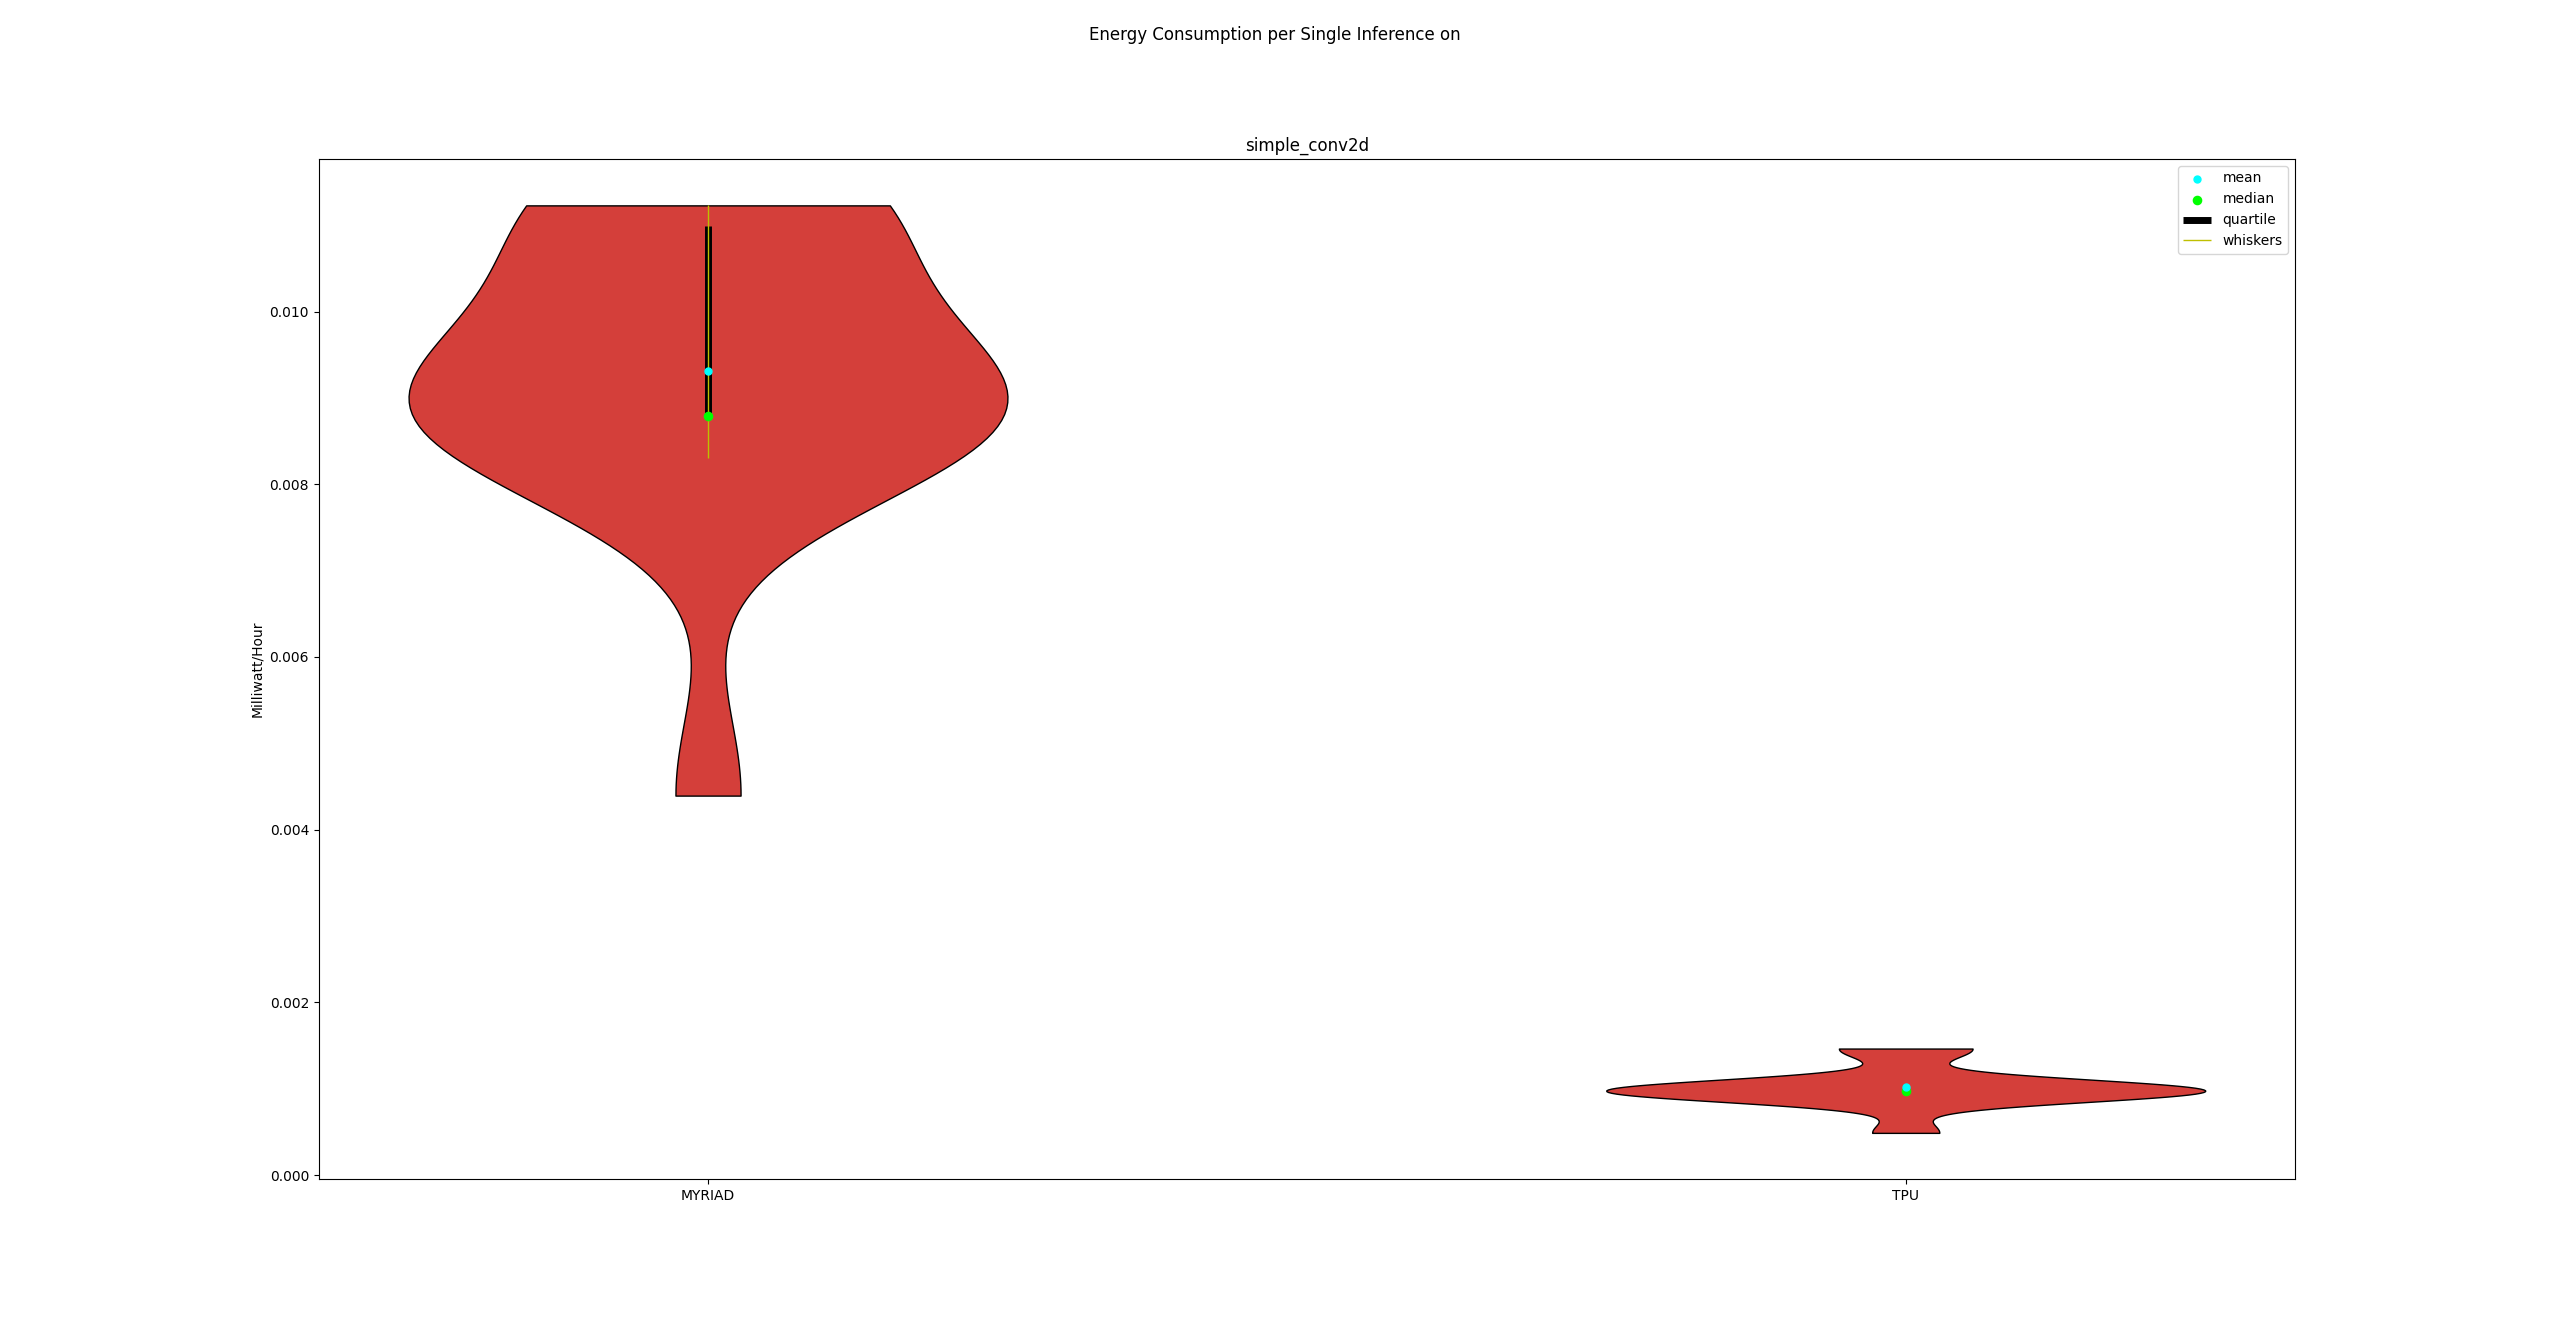 Energy Consumption per Single Inference on
simple_conv2d
mean
median
quartile
whiskers
Milliwatt/Hour
0.010
0.008
0.006
0.004
0.002
0.000
MYRIAD
TPU